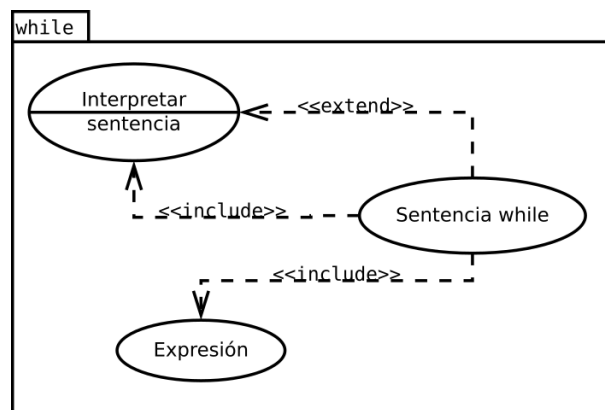 while
Interpretar
sentencia
<<extend>>
<<include>>
Sentencia while
<<include>>
Expresión